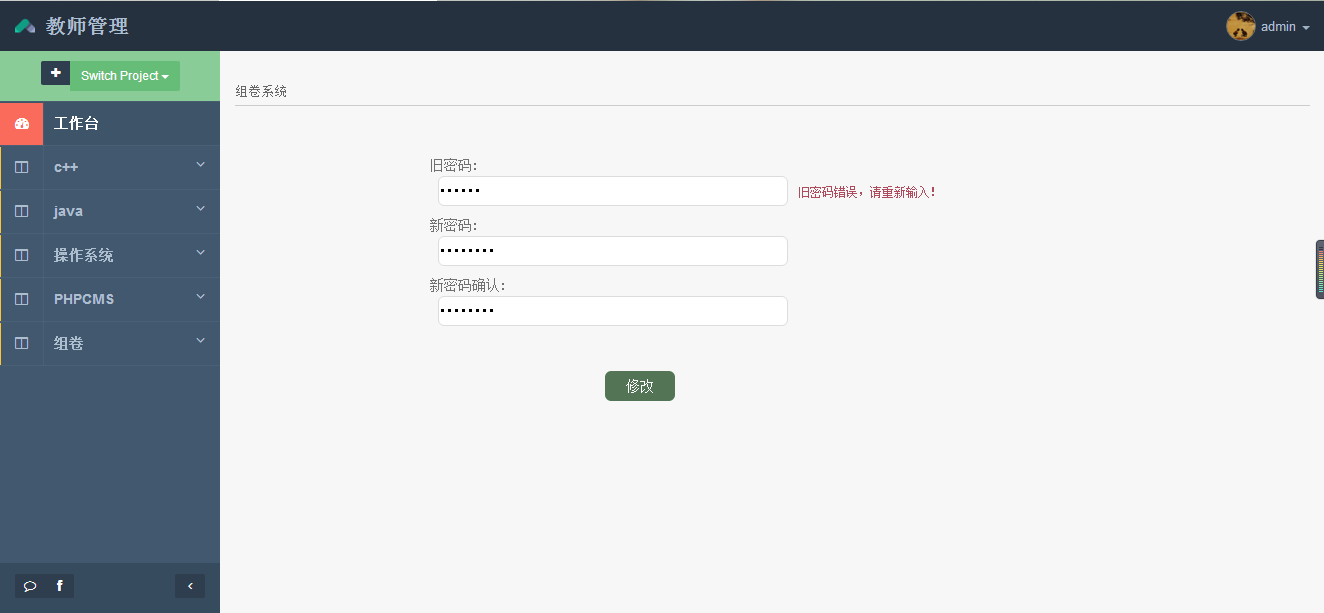 教师管理
admin
Switch Project
工作台
c++
java
操作系统
PHPCMS
组卷
组卷系统
旧密码:
旧密码错误，请重新输入!
新密码:
新密码确认:
修改